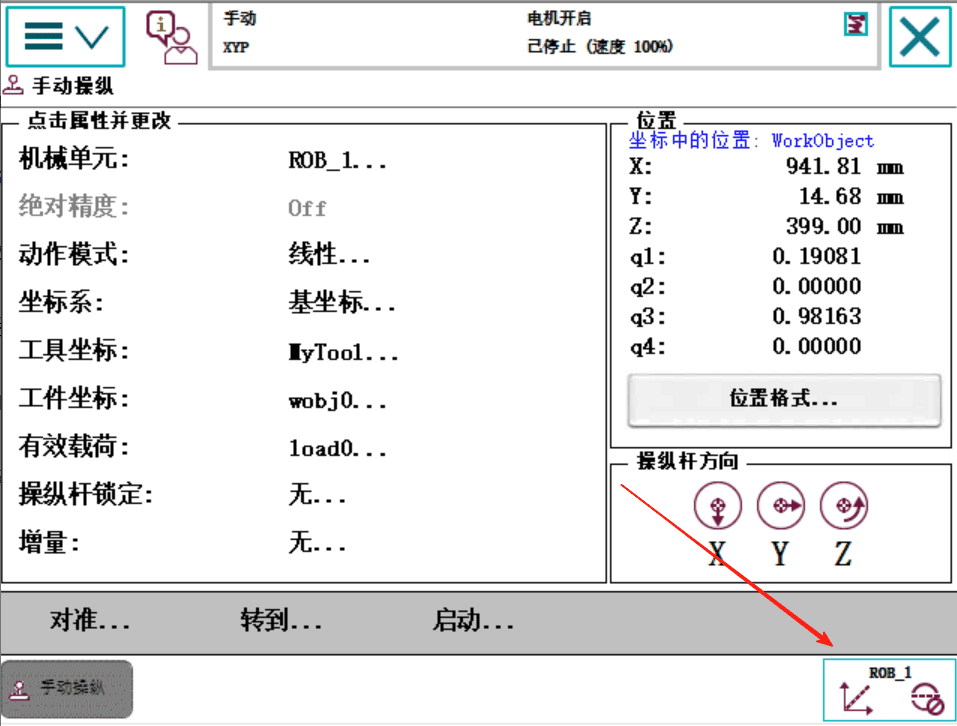 手动
XYP
电机开启
已停止 (速度 100%)
手动操纵
点击属性并更改
机械单元: ROB_1...
绝对精度: Off
动作模式: 线性...
坐标系: 基坐标...
工具坐标: MyTool...
工件坐标: wobj0...
有效载荷: load0...
操纵杆锁定: 无...
增量: 无...
位置
坐标中的位置: WorkObject
X: 941.81 mm
Y: 14.68 mm
Z: 399.00 mm
q1: 0.19081
q2: 0.00000
q3: 0.98163
q4: 0.00000
位置格式...
操纵杆方向
X Y Z
对准... 转到... 启动...
手动操纵
ROB_1